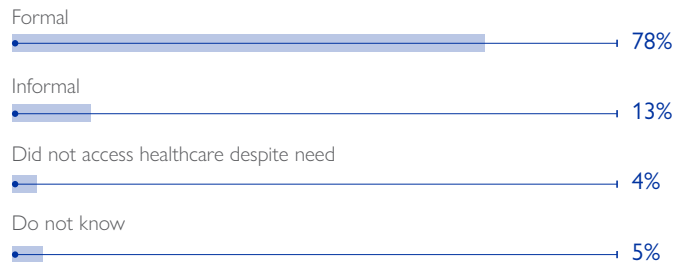 Formal
78%
Informal
13%
Did not access healthcare despite need
4%
Do not know
5%